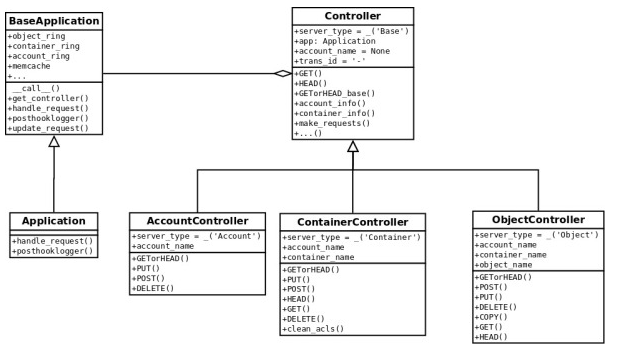 BaseApplication
+object_ring
+container_ring
+account_ring
+memcache
+...
__call__()
+get_controller()
+handle_request()
+posthooklogger()
+update_request()
Controller
+server_type = _('Base')
+app: Application
+account_name = None
+trans_id = '-'
+GET()
+HEAD()
+GETorHEAD_base()
+account_info()
+container_info()
+make_requests()
+...()
Application
+handle_request()
+posthooklogger()
AccountController
+server_type = _('Account')
+account_name
+GETorHEAD()
+PUT()
+POST()
+DELETE()
ContainerController
+server_type = _('Container')
+account_name
+container_name
+GETorHEAD()
+PUT()
+POST()
+HEAD()
+GET()
+DELETE()
+clean_acls()
ObjectController
+server_type = _('Object')
+account_name
+container_name
+object_name
+GETorHEAD()
+POST()
+PUT()
+DELETE()
+COPY()
+GET()
+HEAD()